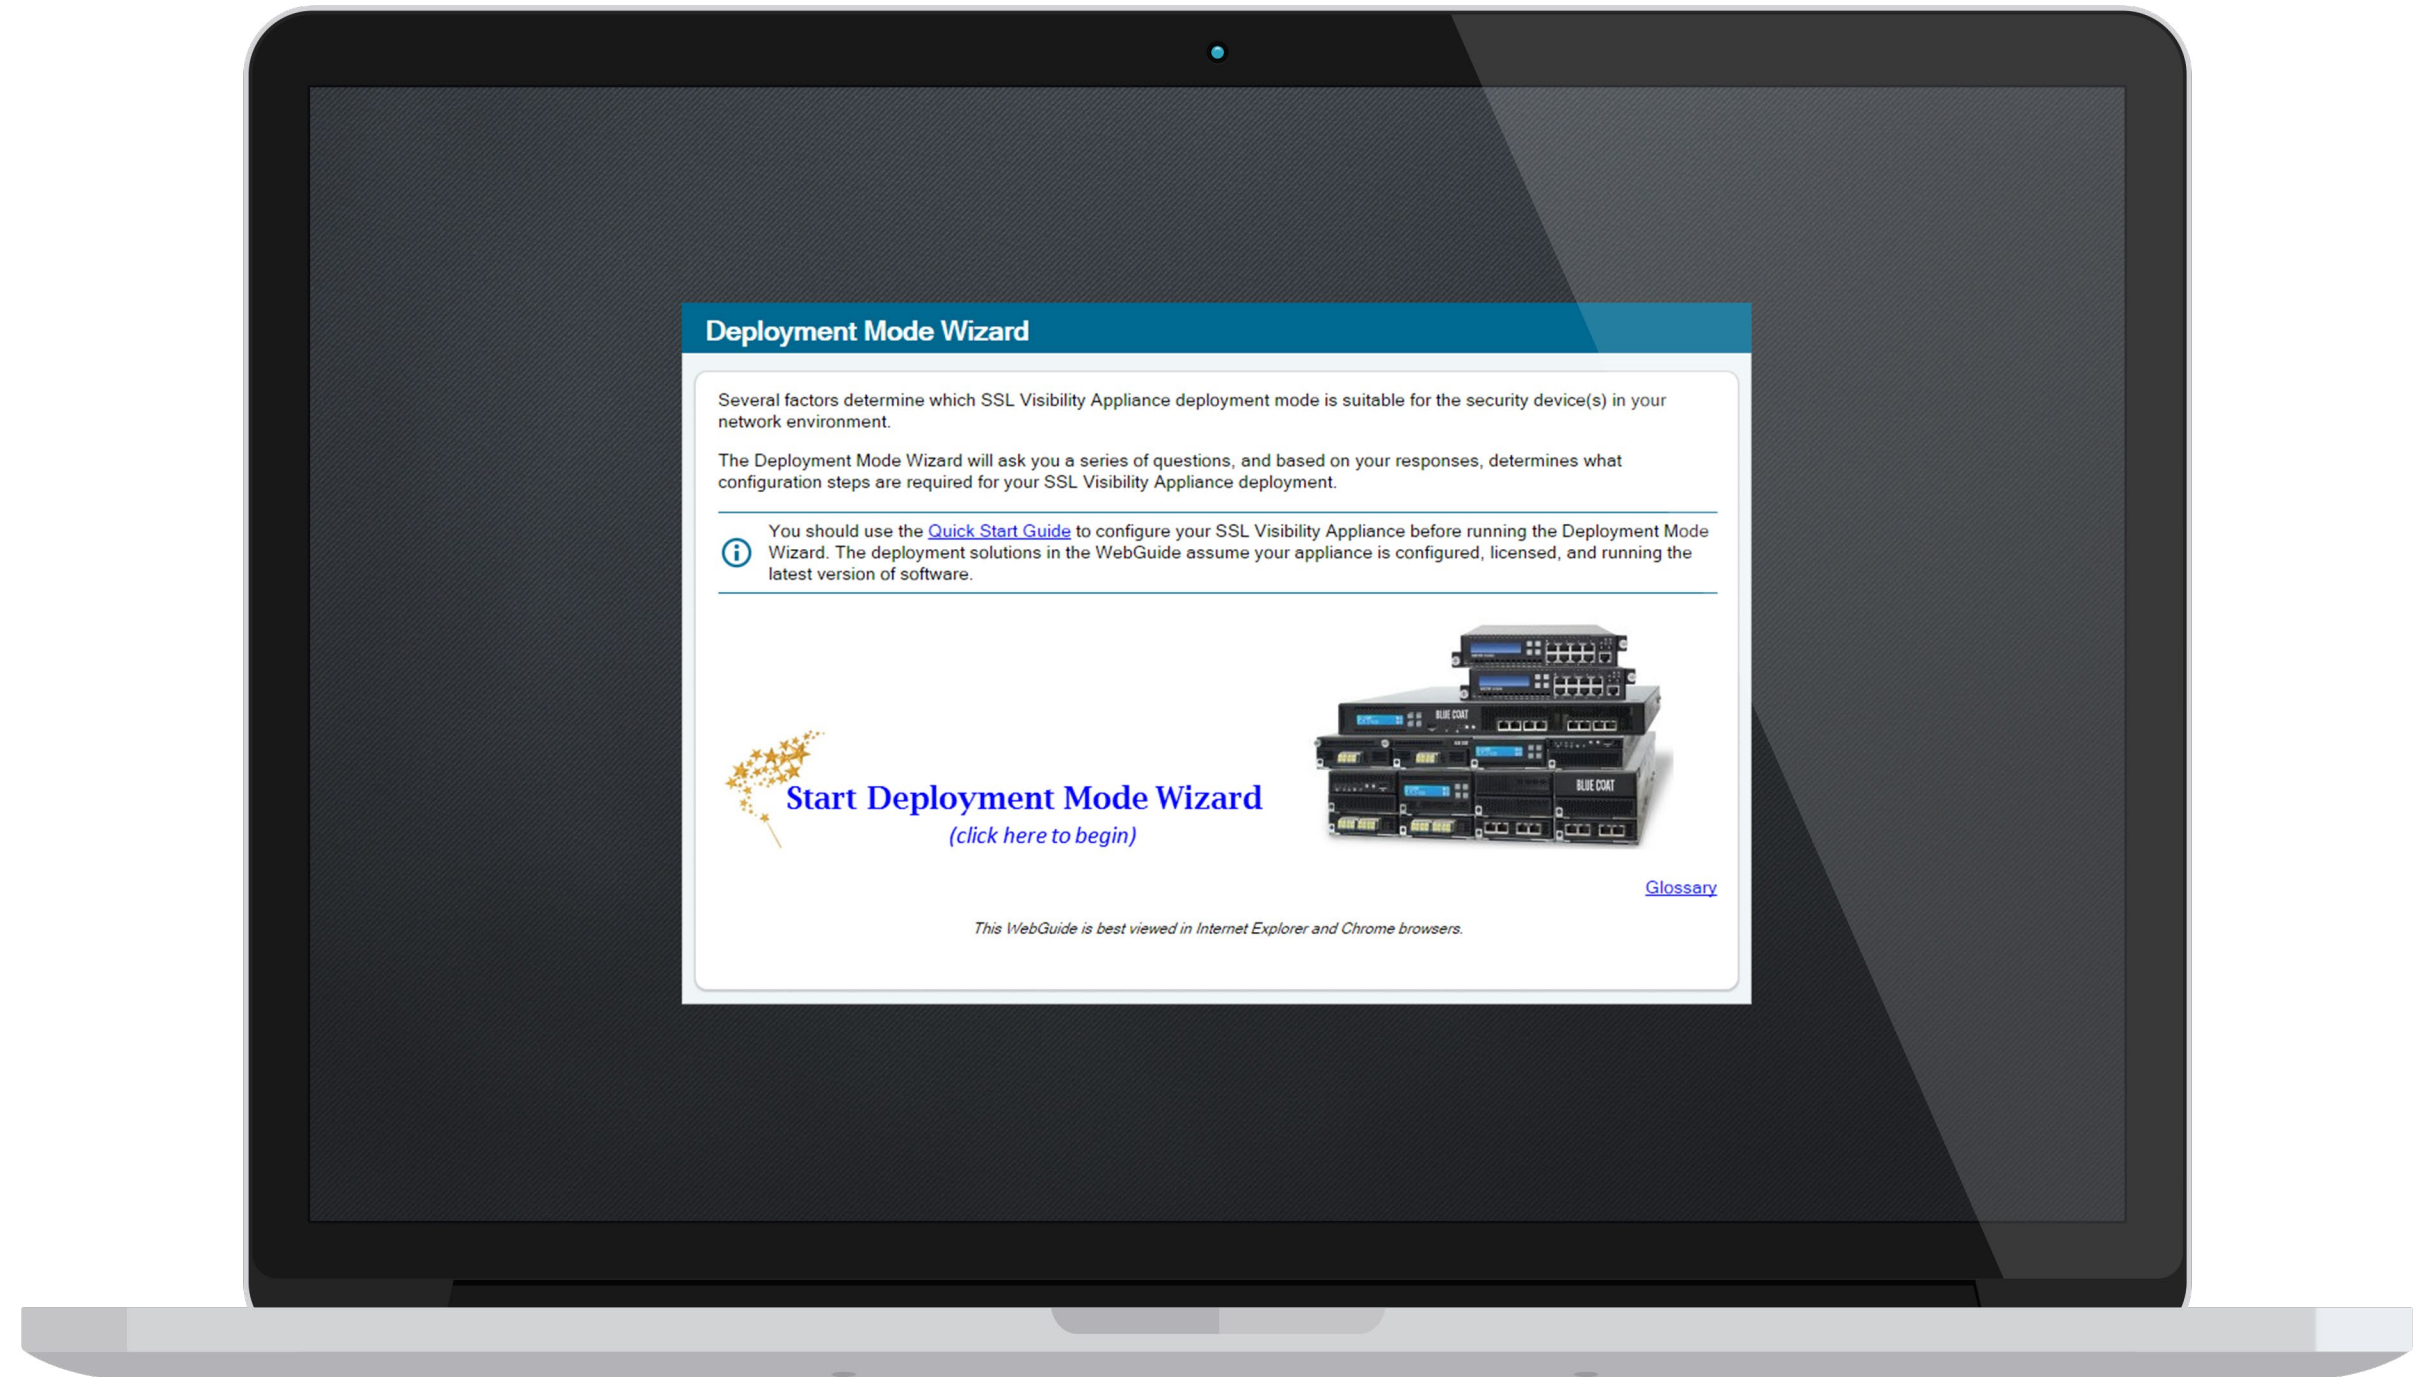 Deployment Mode Wizard
Several factors determine which SSL Visibility Appliance deployment mode is suitable for the security device(s) in your
network environment.
The Deployment Mode Wizard will ask you a series of questions, and based on your responses, determines what
configuration steps are required for your SSL Visibility Appliance deployment.
You should use the Quick Start Guide to configure your SSL Visibility Appliance before running the Deployment Mode
Wizard. The deployment solutions in the WebGuide assume your appliance is configured, licensed, and running the
latest version of software.
BLUE COAT
BLUE COAT
Start Deployment Mode Wizard
(click here to begin)
Glossary
This WebGuide is best viewed in Internet Explorer and Chrome browsers.